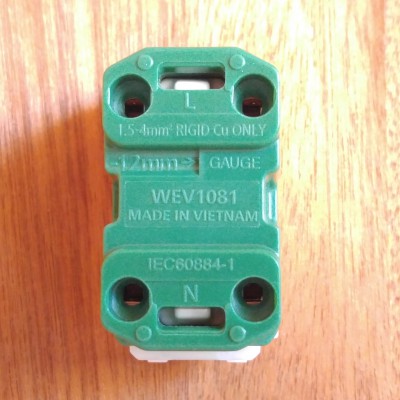 L
1.5-4mm² RIGID Cu ONLY
12mm GAUGE
WEV1081
MADE IN VIETNAM
IEC60884-1
N